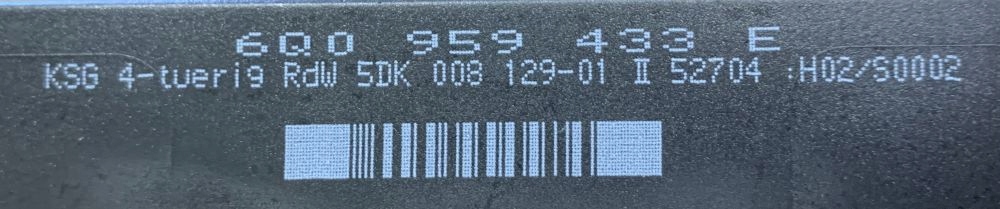 6Q0 959 433 E
KSG 4-tuerig RdW 5DK 008 129-01 II 52704 :H02/S0002